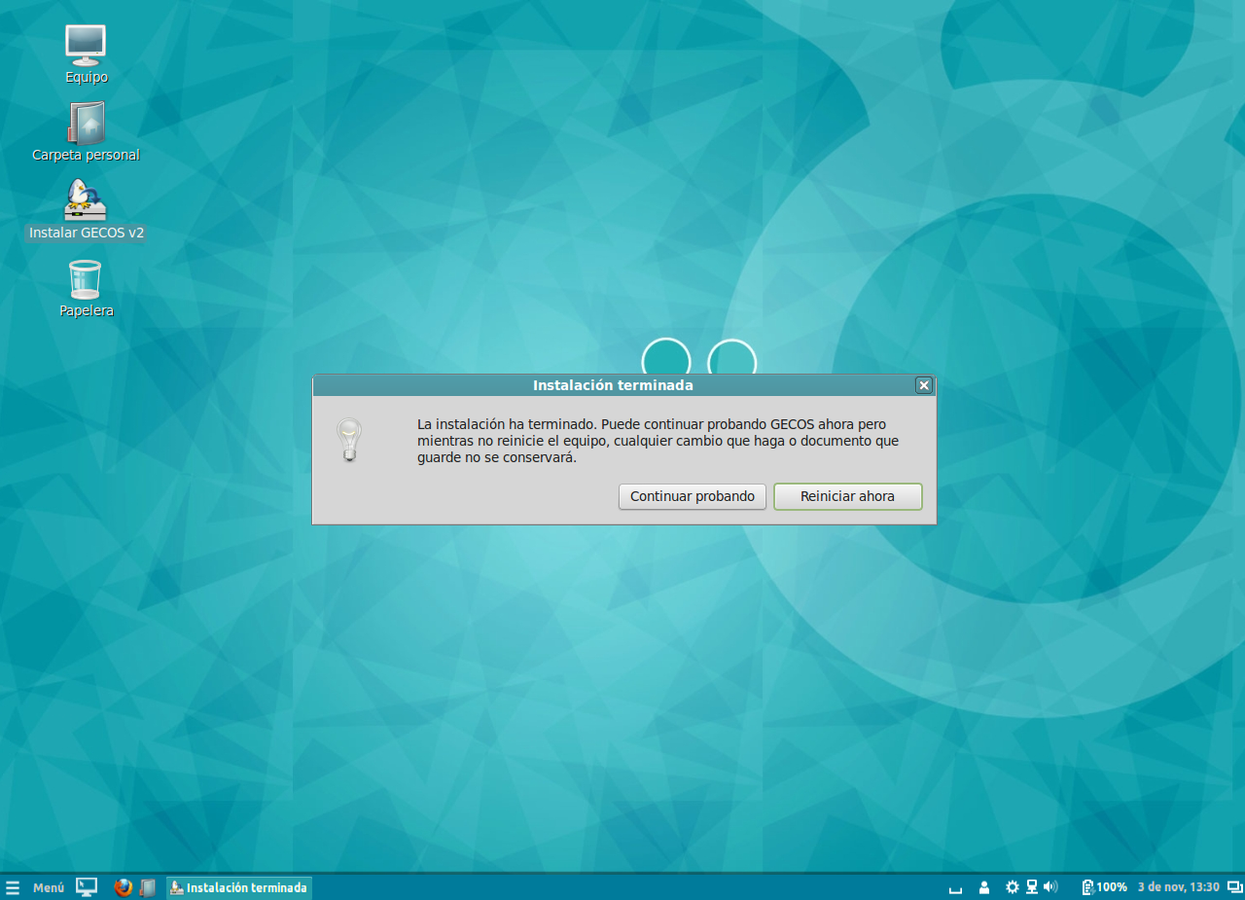 Equipo
Carpeta personal
Instalar GECOS v2
Papelera
Instalación terminada
La instalación ha terminado. Puede continuar probando GECOS ahora pero
mientras no reinicie el equipo, cualquier cambio que haga o documento que
guarde no se conservará.
Continuar probando
Reiniciar ahora
Menú
Instalación terminada
100%
3 de nov, 13:30